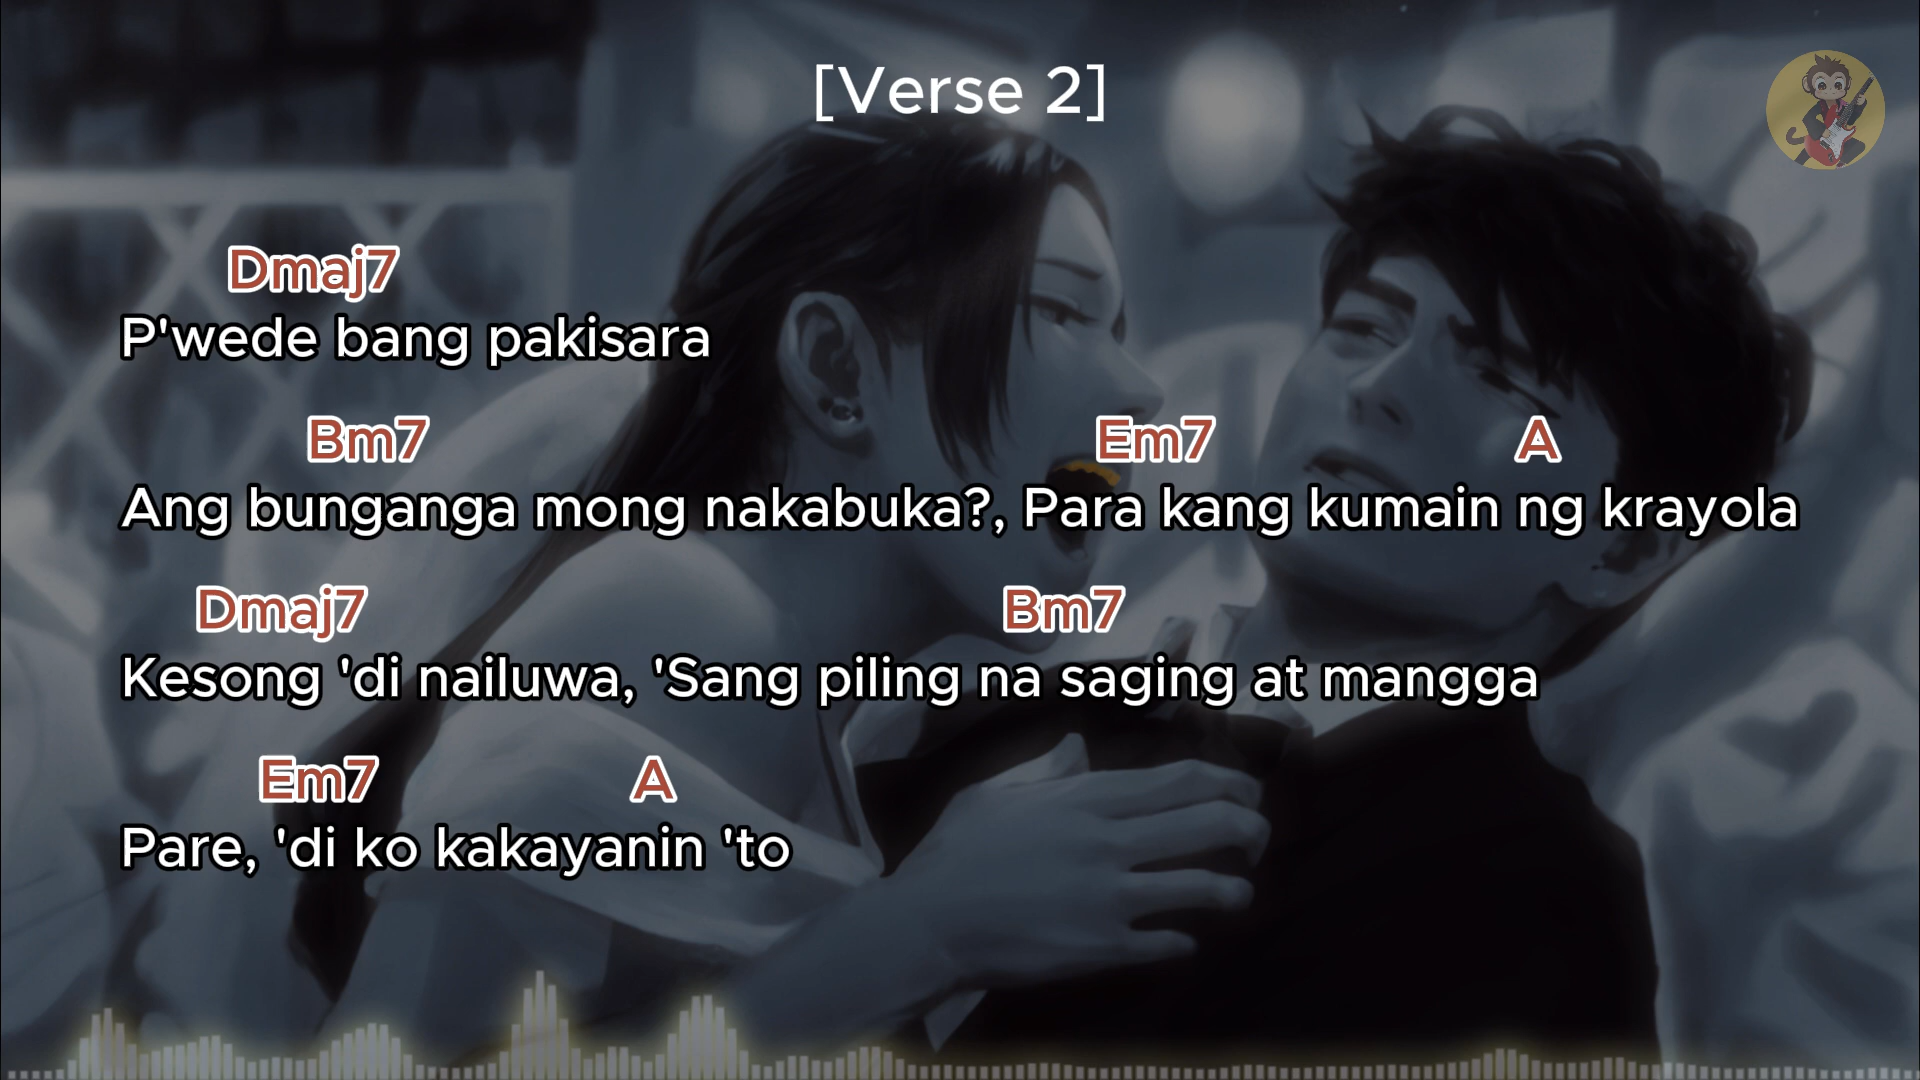 [Verse 2]
Dmaj7
P'wede bang pakisara
Bm7 Em7 A
Ang bunganga mong nakabuka?, Para kang kumain ng krayola
Dmaj7 Bm7
Kesong 'di nailuwa, 'Sang piling na saging at mangga
Em7 A
Pare, 'di ko kakayanin 'to